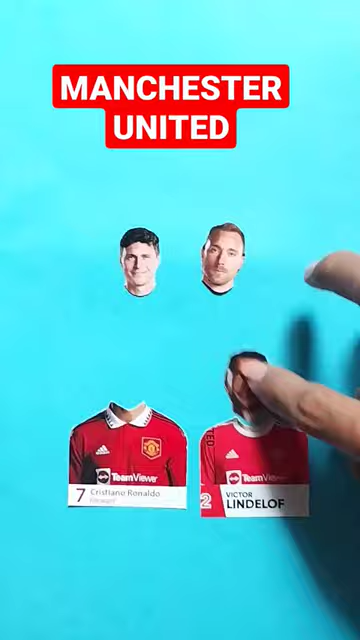 MANCHESTER
UNITED
TeamViewer
7 Cristiano Ronaldo
TeamViewer
2 VICTOR
LINDELOF